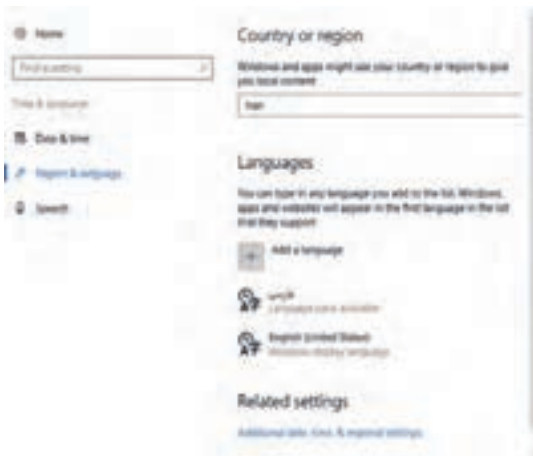 Home
Find a setting
Time & language
Date & time
Region & language
Speech
Country or region
Windows and apps might use your country or region to give
you local content
Iran
Languages
You can type in any language you add to the list. Windows,
apps and websites will appear in the first language in the list
that they support
Add a language
فارسی
Language pack available
English (United States)
Windows display language
Related settings
Additional date, time, & regional settings